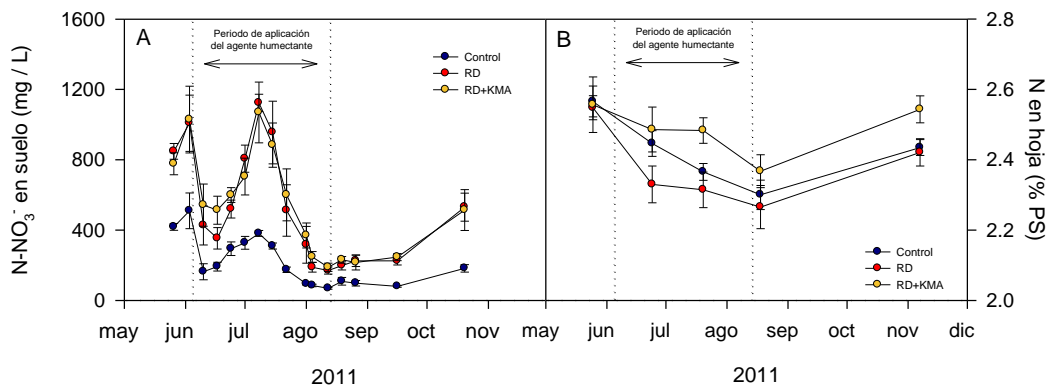 A
Periodo de aplicación
del agente humectante
Control
RD
RD+KMA
N-NO₃⁻ en suelo (mg / L)
1600
1200
800
400
0
may
jun
jul
ago
sep
oct
nov
2011
B
Periodo de aplicación
del agente humectante
Control
RD
RD+KMA
may
jun
jul
ago
sep
oct
nov
dic
2011
2.8
2.6
2.4
2.2
2.0
N en hoja (% PS)